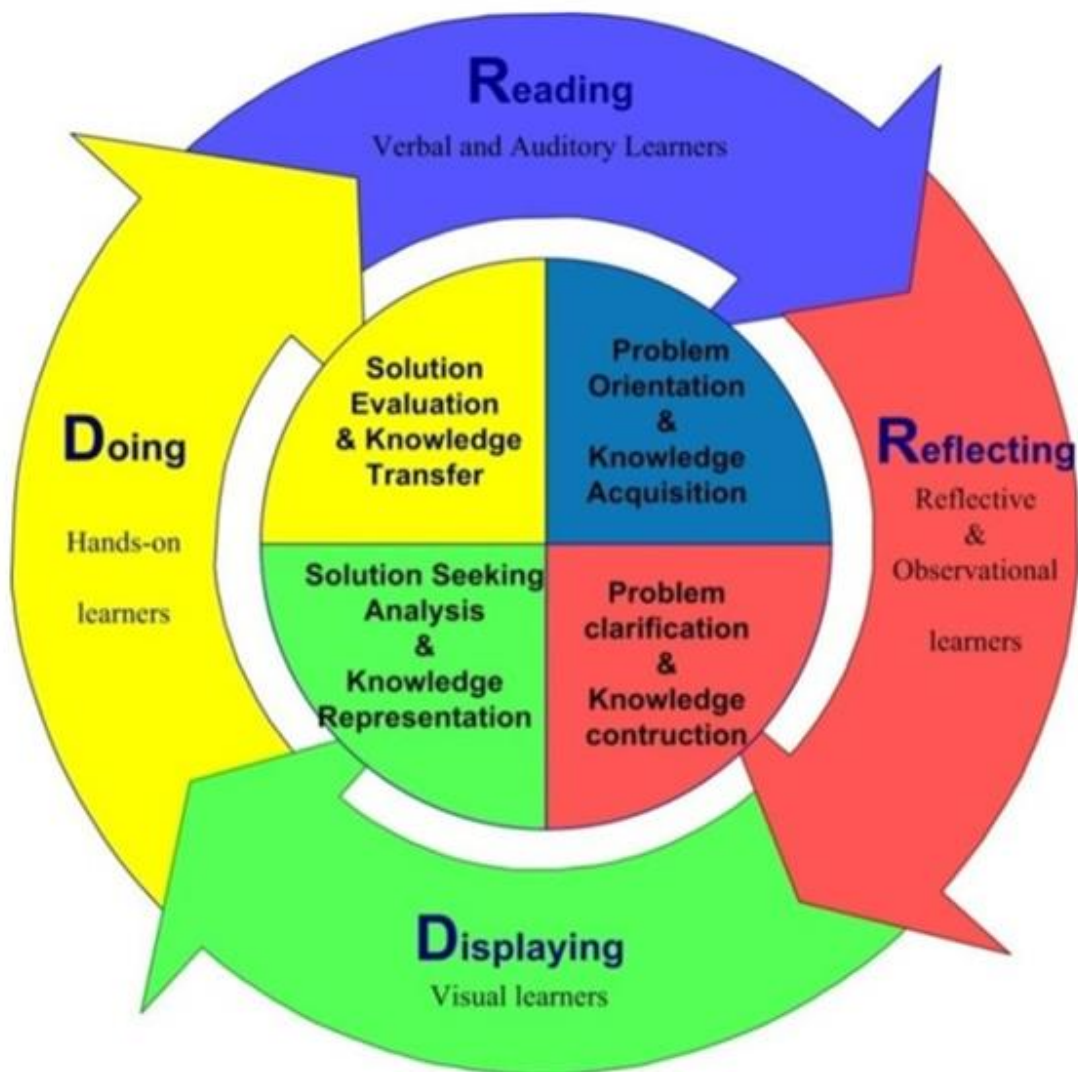 Reading
Verbal and Auditory Learners
Reflecting
Reflective
&
Observational
learners
Displaying
Visual learners
Doing
Hands-on
learners
Problem
Orientation
&
Knowledge
Acquisition
Problem
clarification
&
Knowledge
contruction
Solution Seeking
Analysis
&
Knowledge
Representation
Solution
Evaluation
& Knowledge
Transfer